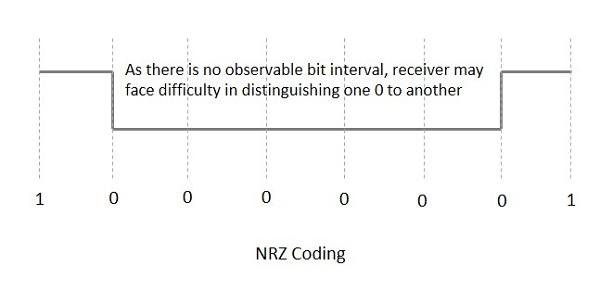 As there is no observable bit interval, receiver may
face difficulty in distinguishing one 0 to another
1 0 0 0 0 0 0 1
NRZ Coding